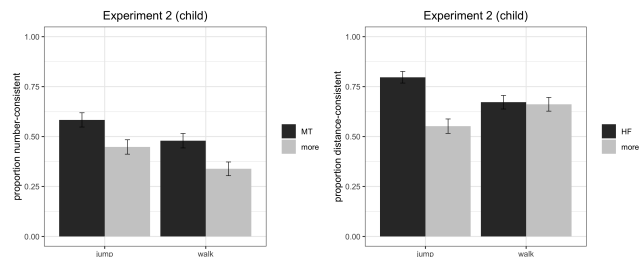 Experiment 2 (child)
proportion number-consistent
1.00
0.75
0.50
0.25
0.00
jump
walk
MT
more
Experiment 2 (child)
proportion distance-consistent
1.00
0.75
0.50
0.25
0.00
jump
walk
HF
more